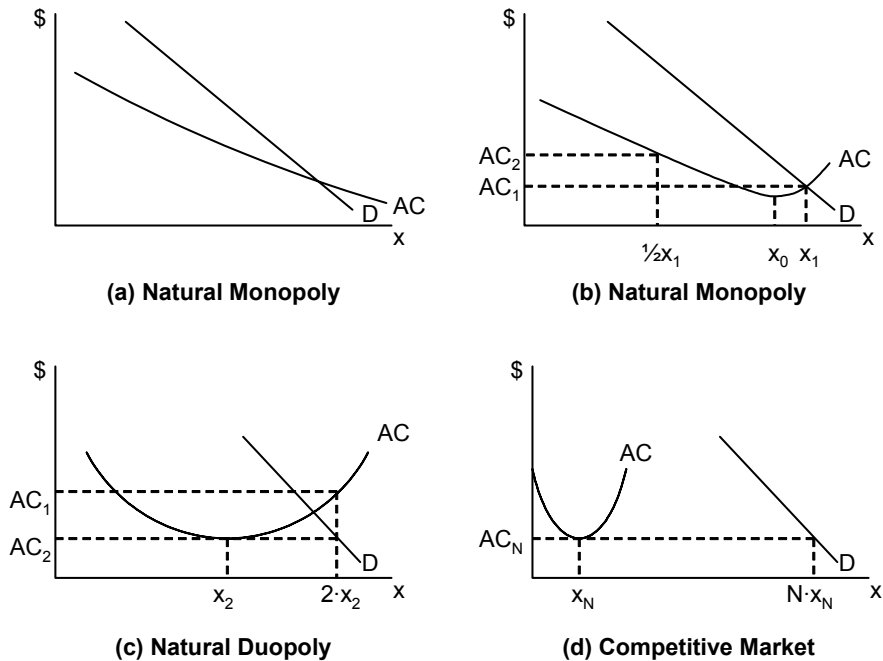 $
AC
D
x
(a) Natural Monopoly
$
AC₂
AC₁
AC
D
½x₁
x₀
x₁
x
(b) Natural Monopoly
$
AC
AC₁
AC₂
D
x₂
2·x₂
x
(c) Natural Duopoly
$
AC
AC_N
D
x_N
N·x_N
x
(d) Competitive Market